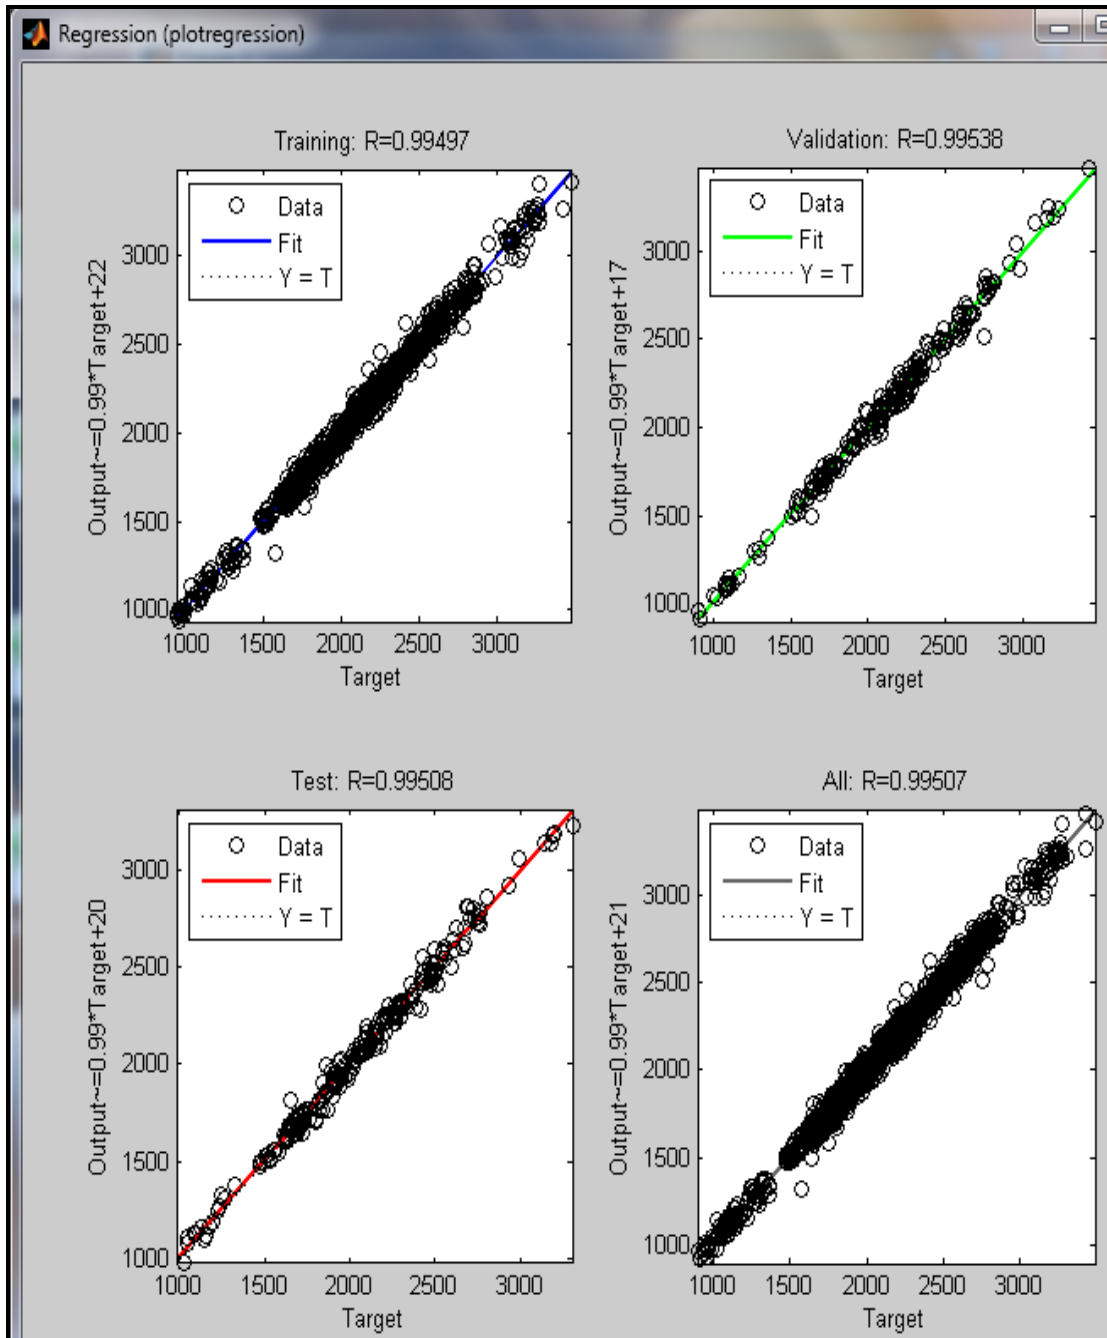 Regression (plotregression)
Training: R=0.99497
Data
Fit
Y = T
Output~=0.99*Target+22
3000
2500
2000
1500
1000
1000 1500 2000 2500 3000
Target
Validation: R=0.99538
Data
Fit
Y = T
Output~=0.99*Target+17
3000
2500
2000
1500
1000
1000 1500 2000 2500 3000
Target
Test: R=0.99508
Data
Fit
Y = T
Output~=0.99*Target+20
3000
2500
2000
1500
1000
1000 1500 2000 2500 3000
Target
All: R=0.99507
Data
Fit
Y = T
Output~=0.99*Target+21
3000
2500
2000
1500
1000
1000 1500 2000 2500 3000
Target